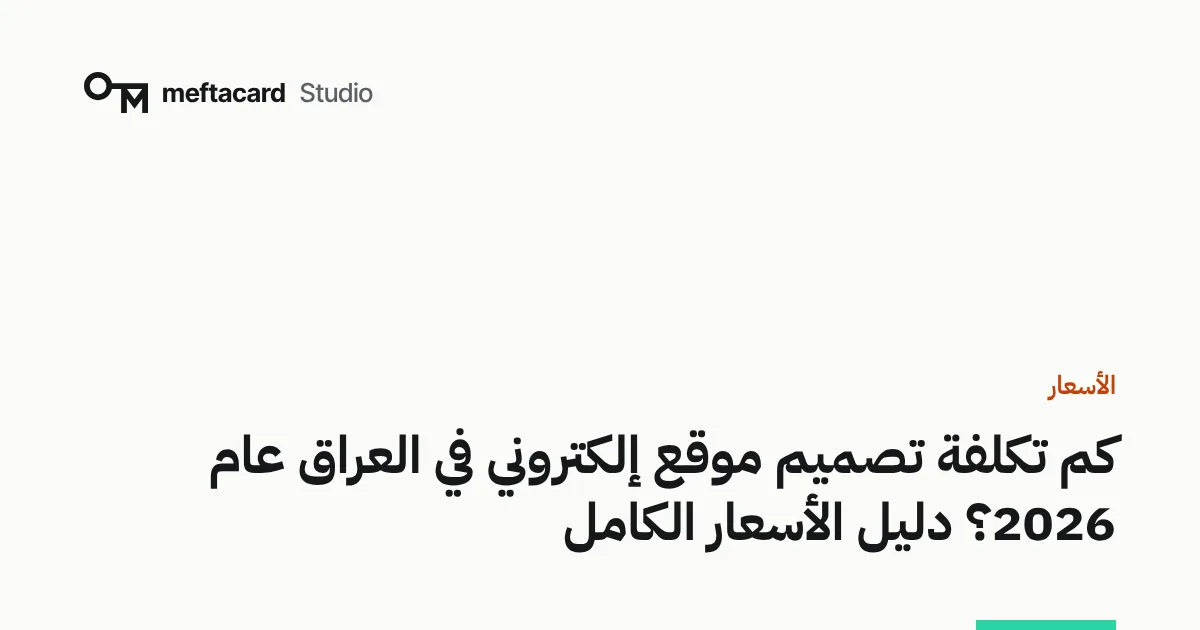 meftacard Studio
الأسعار
كم تكلفة تصميم موقع إلكتروني في العراق عام
2026؟ دليل الأسعار الكامل